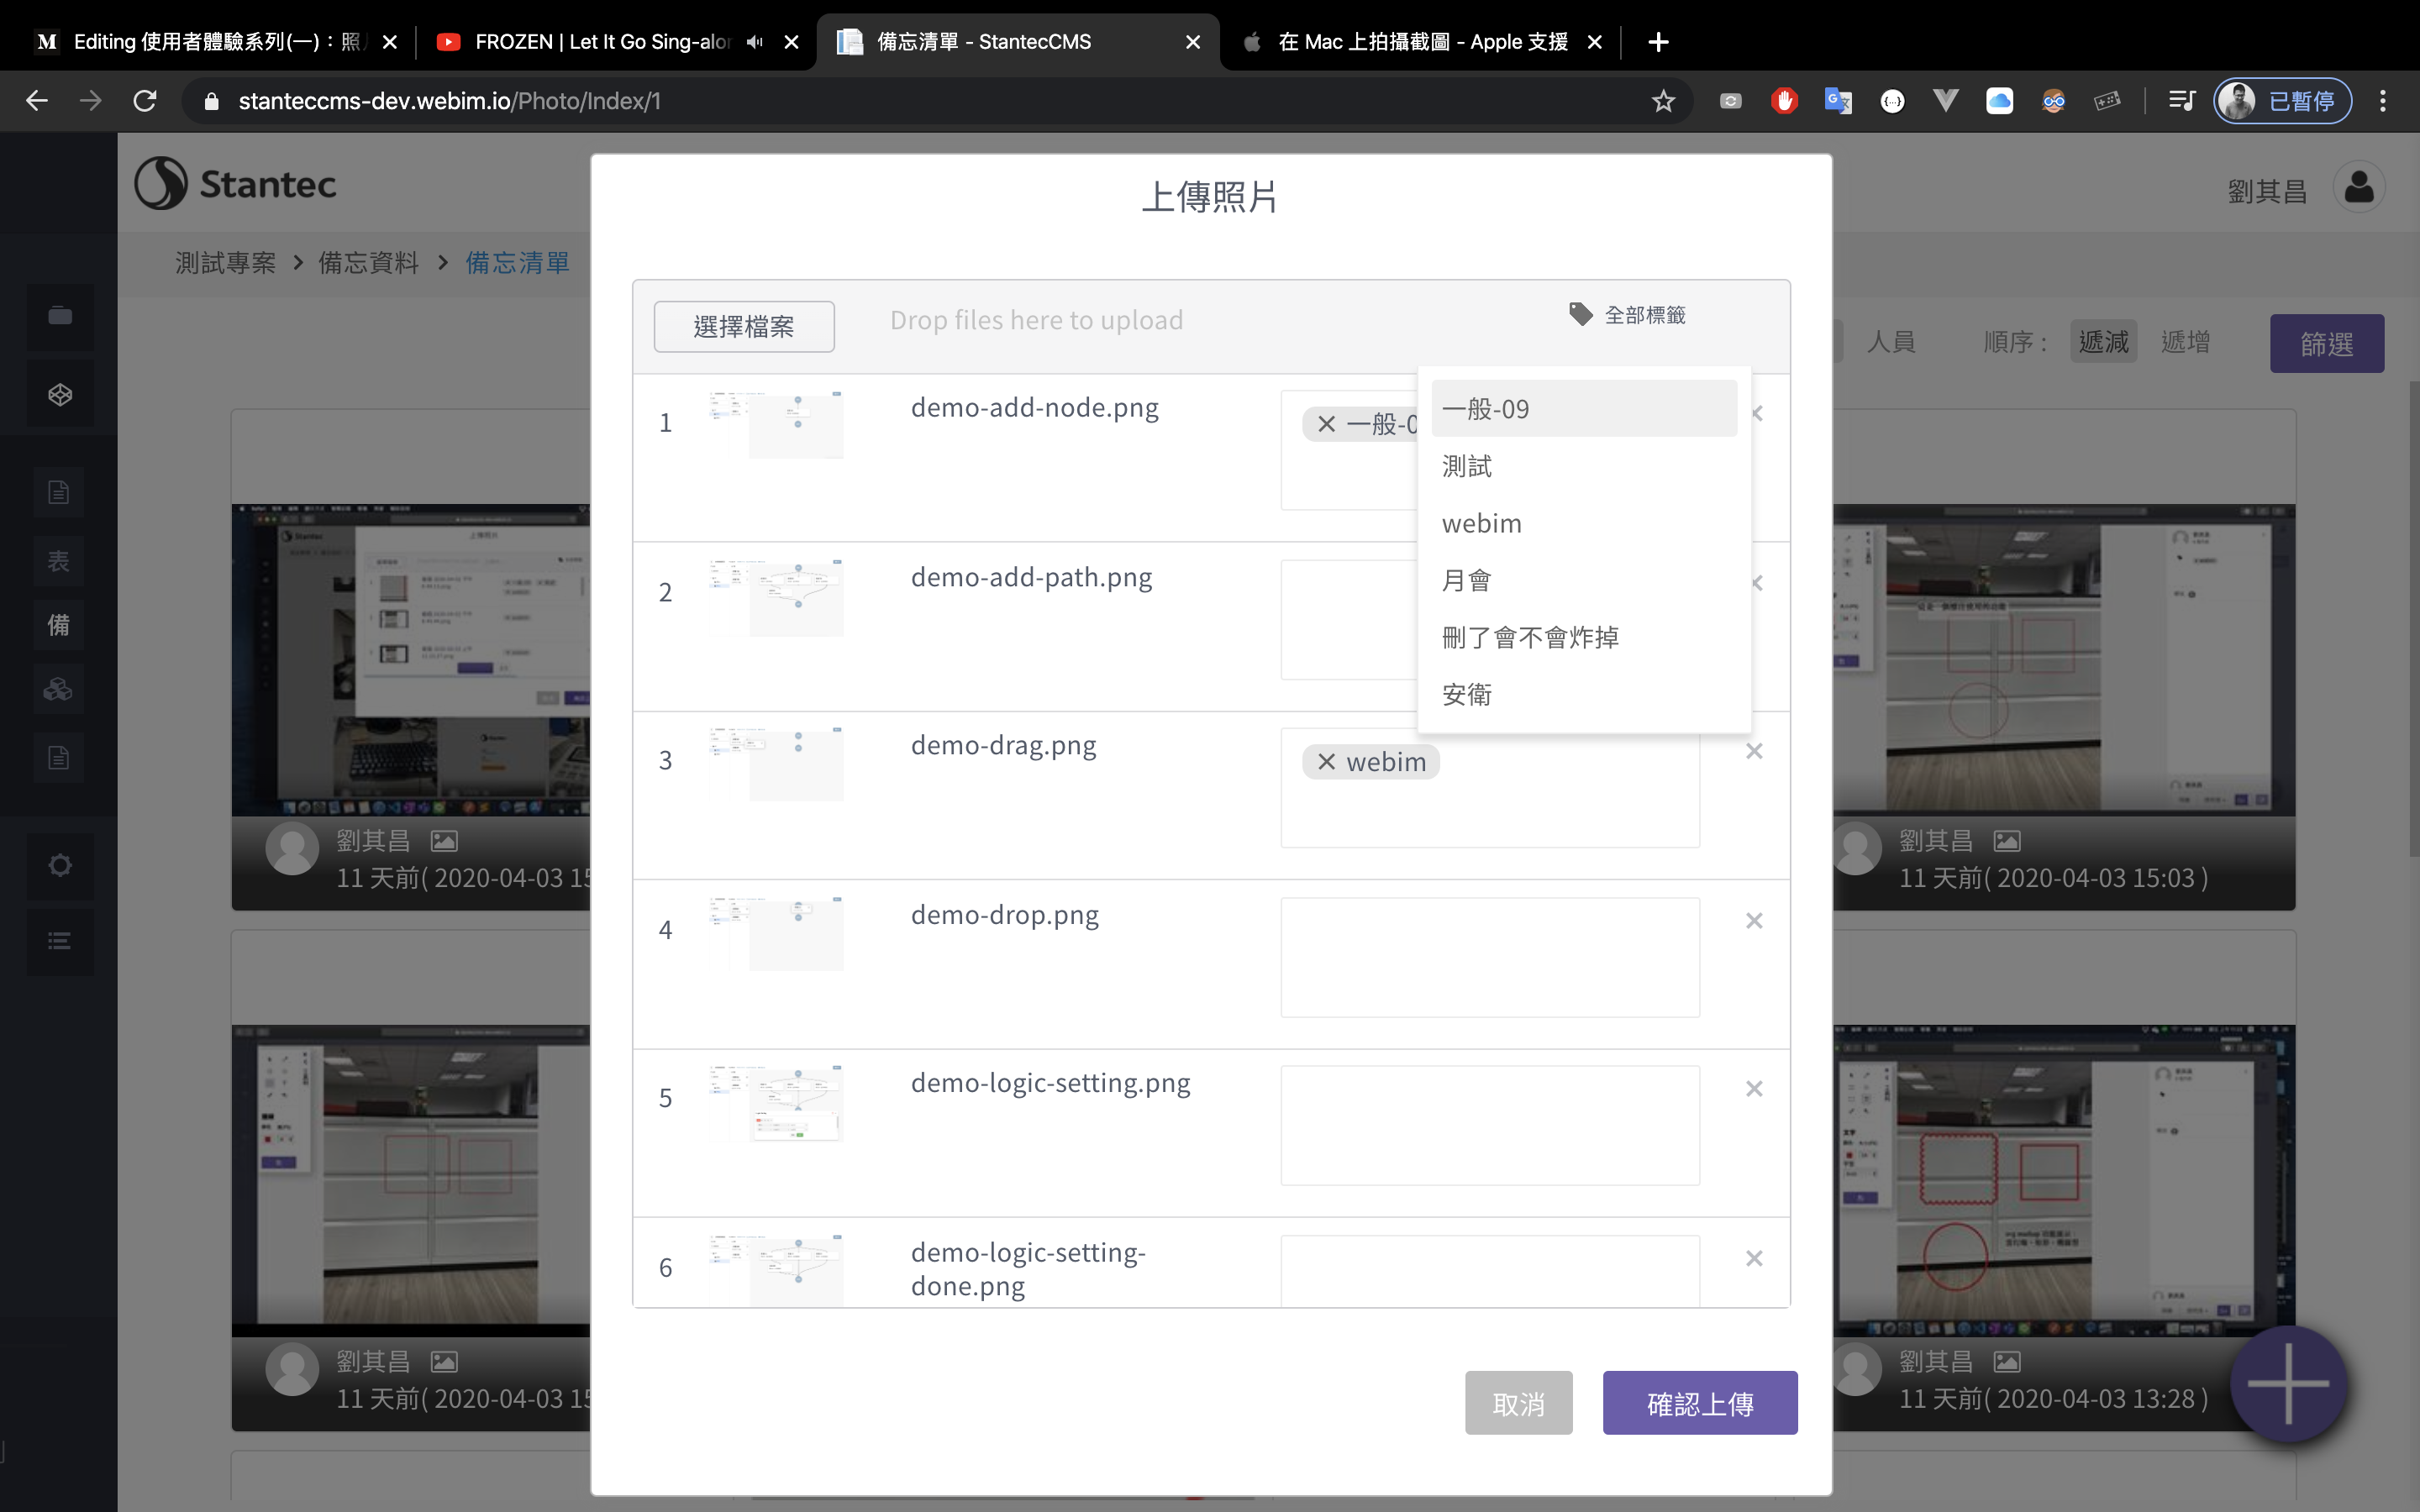 Editing 使用者體驗系列(一)：照
FROZEN | Let It Go Sing-alon
備忘清單 - StantecCMS
在 Mac 上拍攝截圖 - Apple 支援
stanteccms-dev.webim.io/Photo/Index/1
已暫停
Stantec
劉其昌
測試專案 > 備忘資料 > 備忘清單
人員
順序：
遞減
遞增
篩選
表
備
上傳照片
選擇檔案
Drop files here to upload
全部標籤
一般-09
測試
webim
月會
刪了會不會炸掉
安衛
1
demo-add-node.png
一般-0
2
demo-add-path.png
3
demo-drag.png
webim
4
demo-drop.png
5
demo-logic-setting.png
6
demo-logic-setting-
done.png
取消
確認上傳
劉其昌
11 天前( 2020-04-03 15
劉其昌
11 天前( 2020-04-03 15:03 )
劉其昌
11 天前( 2020-04-03 15
劉其昌
11 天前( 2020-04-03 13:28 )